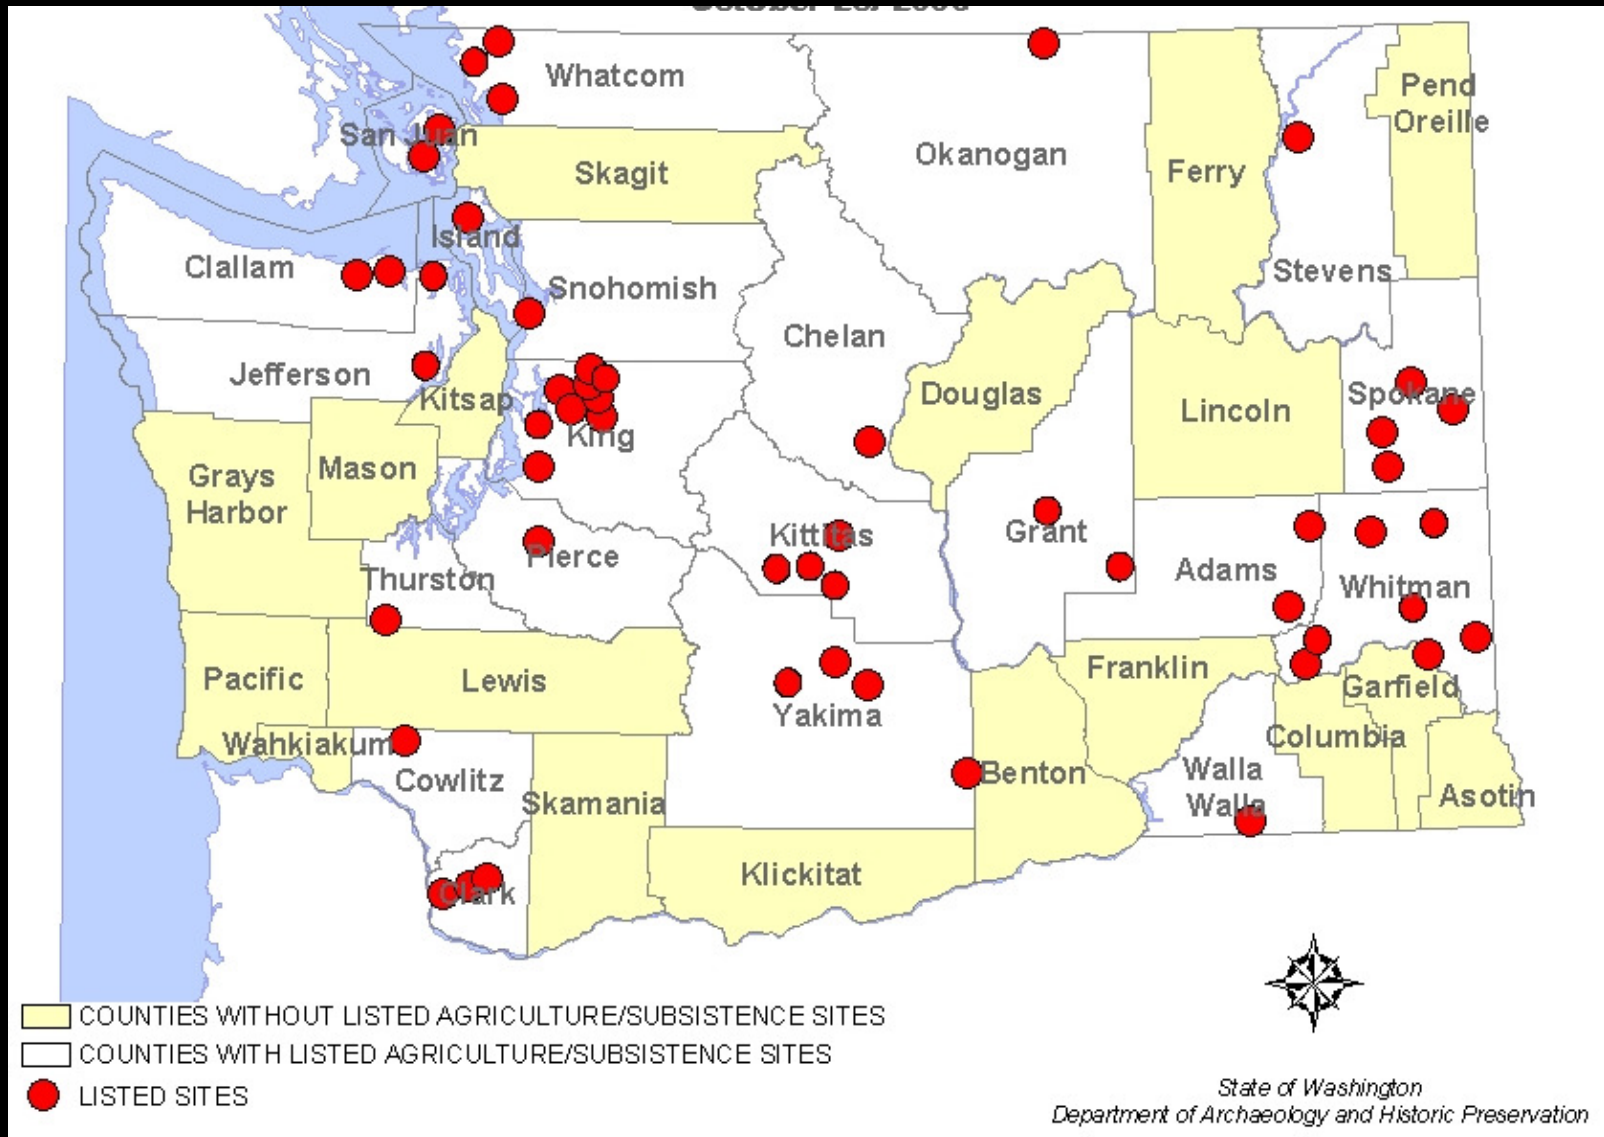 Whatcom
Pend
Oreille
San Juan
Okanogan
Skagit
Ferry
Island
Clallam
Stevens
Snohomish
Chelan
Jefferson
Kitsap
Douglas
Spokane
Lincoln
King
Grays
Harbor
Mason
Kittitas
Grant
Pierce
Thurston
Adams
Whitman
Pacific
Lewis
Franklin
Garfield
Yakima
Wahkiakum
Columbia
Cowlitz
Benton
Walla
Walla
Skamania
Asotin
Klickitat
Clark
COUNTIES WITHOUT LISTED AGRICULTURE/SUBSISTENCE SITES
COUNTIES WITH LISTED AGRICULTURE/SUBSISTENCE SITES
LISTED SITES
State of Washington
Department of Archaeology and Historic Preservation